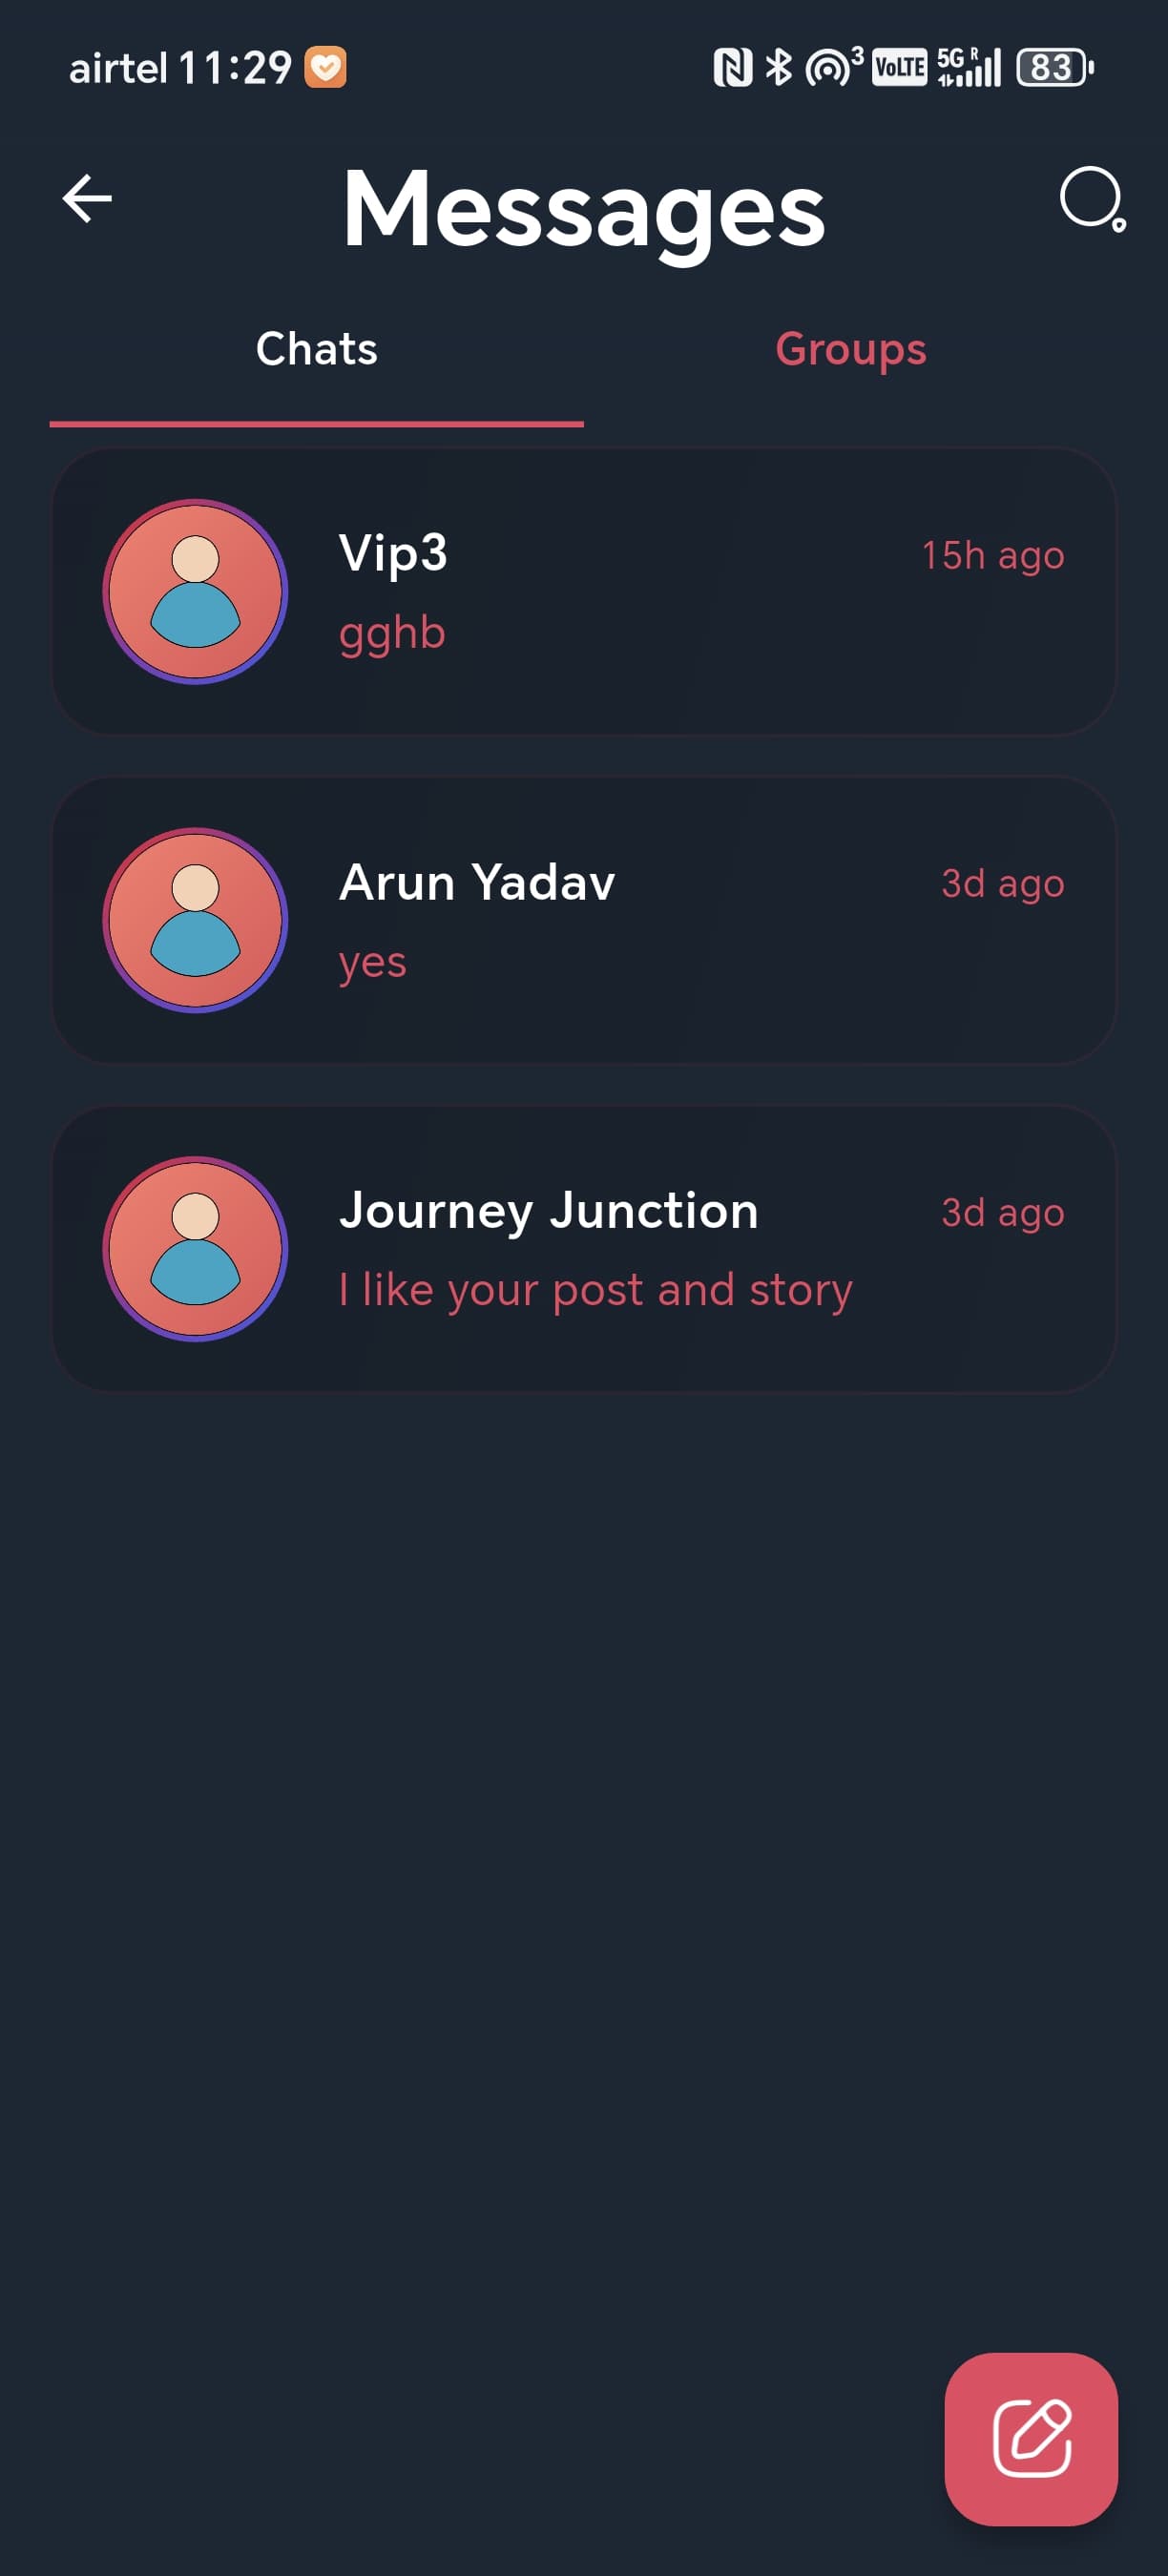 airtel 11:29 3 VoLTE 5G R 83
Messages
Chats Groups
Vip3 15h ago
gghb
Arun Yadav 3d ago
yes
Journey Junction 3d ago
I like your post and story